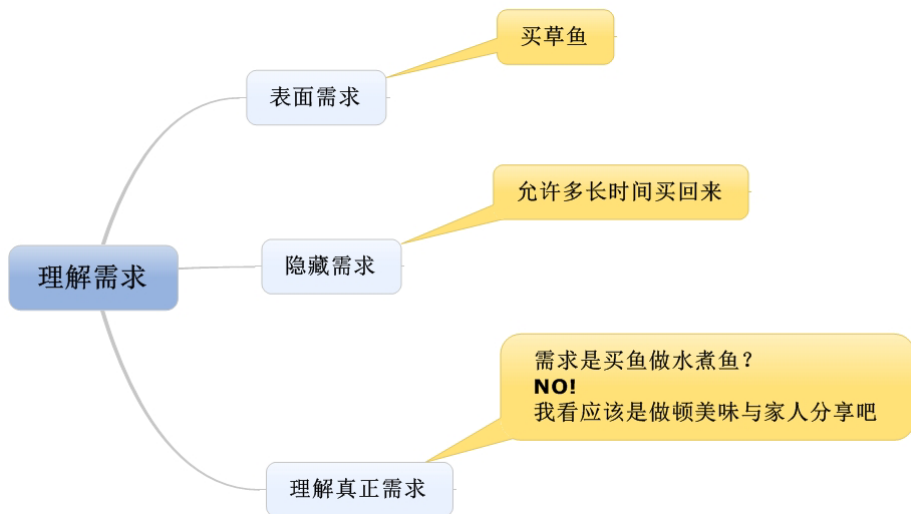 买草鱼
表面需求
允许多长时间买回来
隐藏需求
理解需求
需求是买鱼做水煮鱼？
NO!
我看应该是做顿美味与家人分享吧
理解真正需求